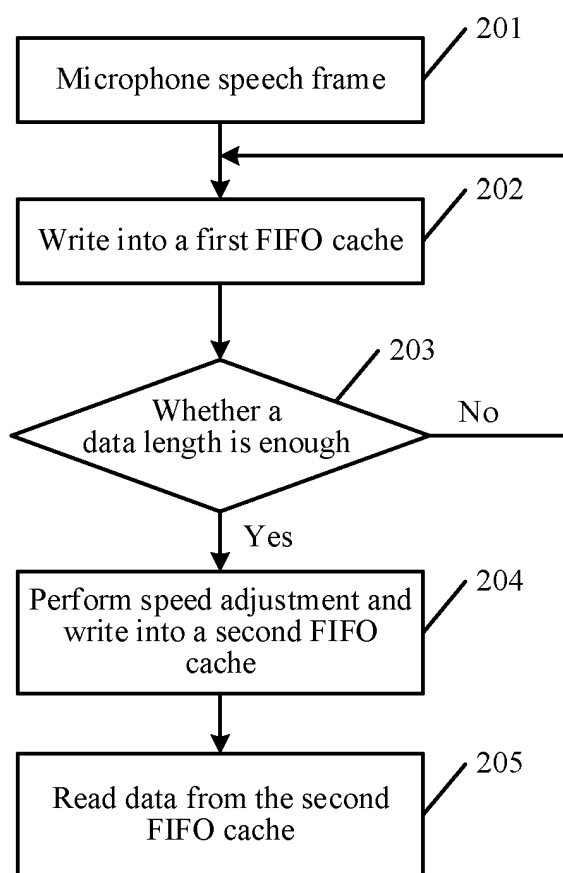 201
Microphone speech frame
202
Write into a first FIFO cache
203
Whether a
data length is enough
No
Yes
204
Perform speed adjustment and
write into a second FIFO
cache
205
Read data from the second
FIFO cache